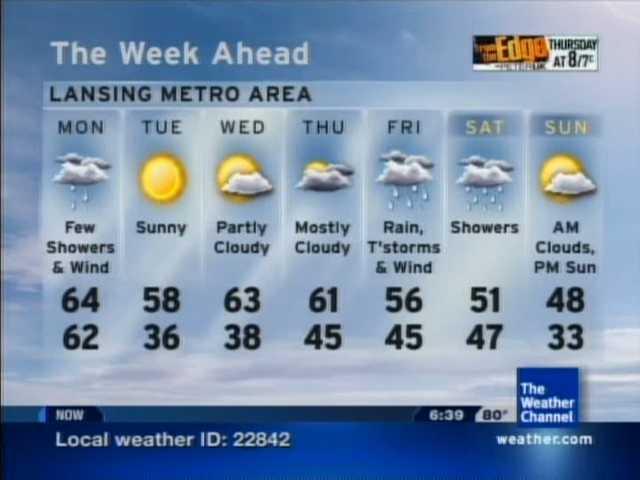 The Week Ahead
from the Edge THURSDAY
AT 8/7c
LANSING METRO AREA
MON TUE WED THU FRI SAT SUN
Few Showers & Wind
Sunny
Partly Cloudy
Mostly Cloudy
Rain, T'storms & Wind
Showers
AM Clouds, PM Sun
64 58 63 61 56 51 48
62 36 38 45 45 47 33
The
Weather
Channel
NOW 6:39 80°
Local weather ID: 22842 weather.com